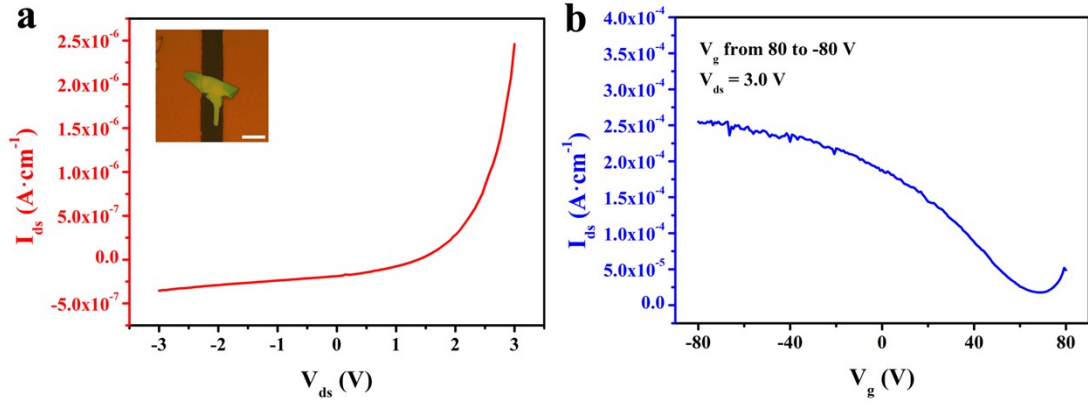 a
2.5x10⁻⁶
2.0x10⁻⁶
1.5x10⁻⁶
1.0x10⁻⁶
5.0x10⁻⁷
0.0
-5.0x10⁻⁷
I_ds (A·cm⁻¹)
-3 -2 -1 0 1 2 3
V_ds (V)
b
V_g from 80 to -80 V
V_ds = 3.0 V
4.0x10⁻⁴
3.5x10⁻⁴
3.0x10⁻⁴
2.5x10⁻⁴
2.0x10⁻⁴
1.5x10⁻⁴
1.0x10⁻⁴
5.0x10⁻⁵
0.0
I_ds (A·cm⁻¹)
-80 -40 0 40 80
V_g (V)